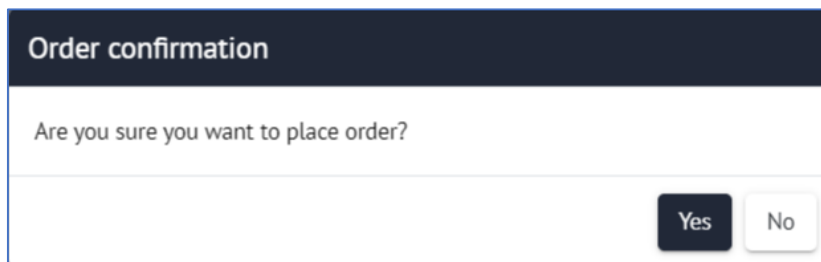 Order confirmation
Are you sure you want to place order?
Yes No